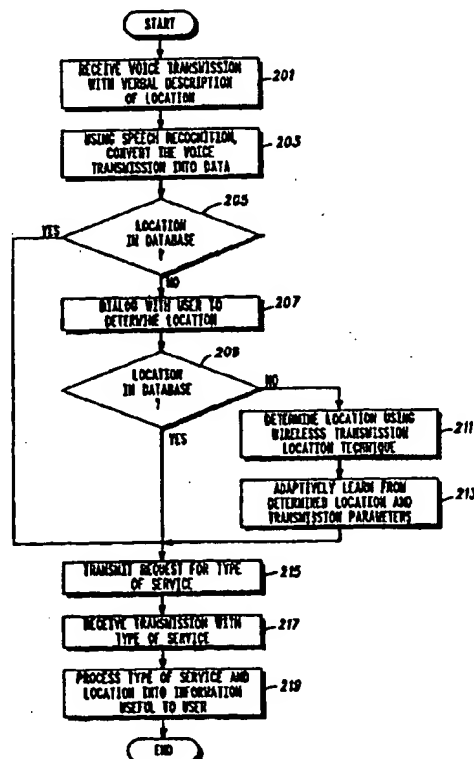 START
RECEIVE VOICE TRANSMISSION
WITH VERBAL DESCRIPTION
OF LOCATION
201
USING SPEECH RECOGNITION,
CONVERT THE VOICE
TRANSMISSION INTO DATA
203
205
YES
LOCATION
IN DATABASE
?
NO
DIALOG WITH USER TO
DETERMINE LOCATION
207
209
LOCATION
IN DATABASE
?
NO
YES
DETERMINE LOCATION USING
WIRELESSS TRANSMISSION
LOCATION TECHNIQUE
211
ADAPTIVELY LEARN FROM
DETERMINED LOCATION AND
TRANSMISSION PARAMETERS
213
TRANSMIT REQUEST FOR TYPE
OF SERVICE
215
RECEIVE TRANSMISSION WITH
TYPE OF SERVICE
217
PROCESS TYPE OF SERVICE AND
LOCATION INTO INFORMATION
USEFUL TO USER
219
END